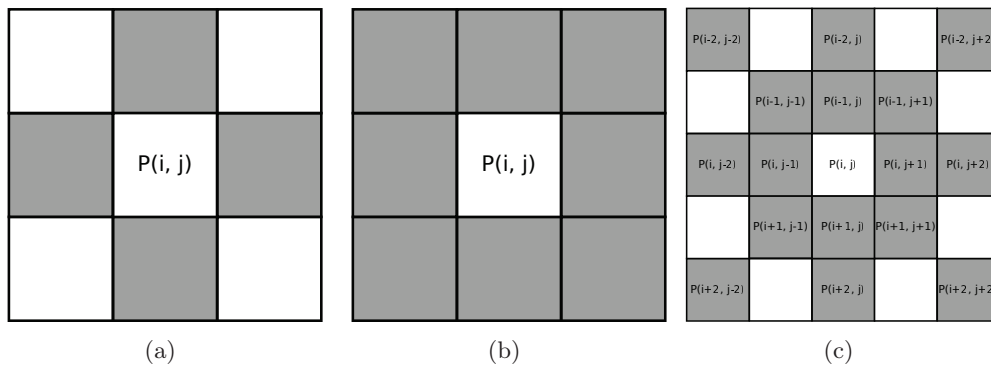 P(i, j)
P(i, j)
P(i-2, j-2) P(i-2, j) P(i-2, j+2)
P(i-1, j-1) P(i-1, j) P(i-1, j+1)
P(i, j-2) P(i, j-1) P(i, j) P(i, j+1) P(i, j+2)
P(i+1, j-1) P(i+1, j) P(i+1, j+1)
P(i+2, j-2) P(i+2, j) P(i+2, j+2
(a) (b) (c)